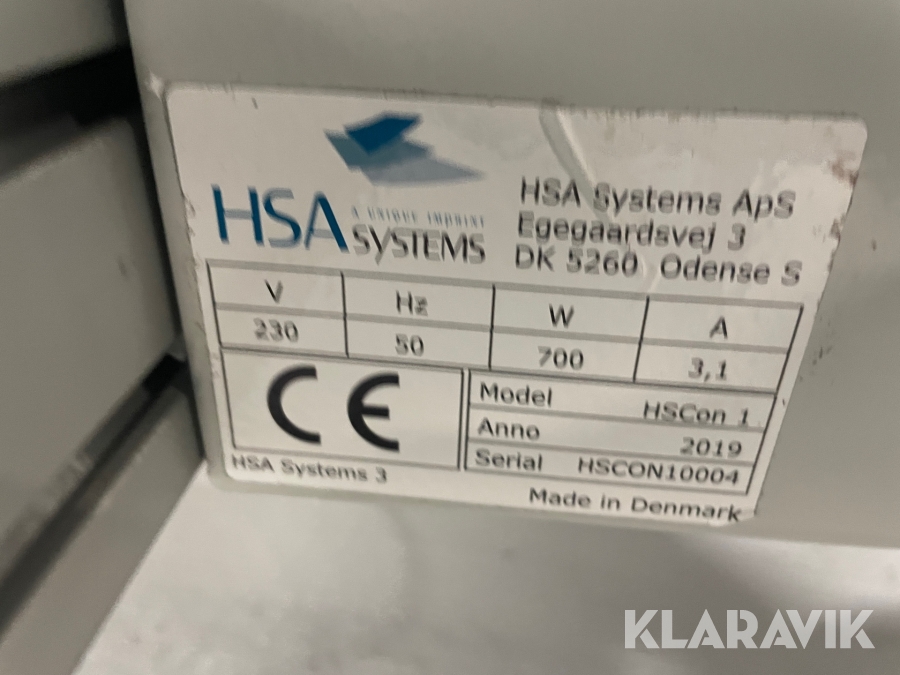 HSA SYSTEMS
A UNIQUE IMPRINT
HSA Systems ApS
Egegaardsvej 3
DK 5260 Odense S
V Hz W A
230 50 700 3,1
CE
Model HSCon 1
Anno 2019
Serial HSCON10004
HSA Systems 3
Made in Denmark
KLARAVIK